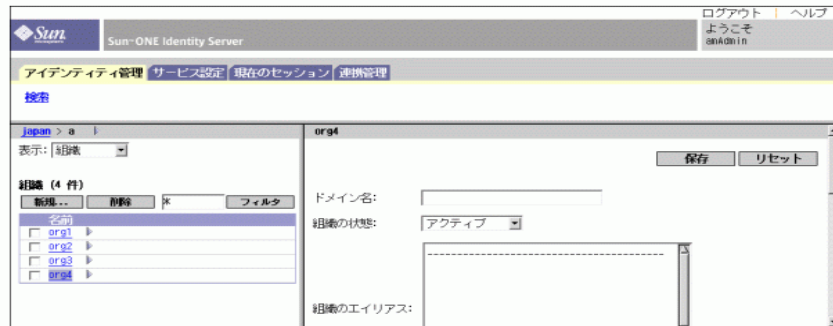 ログアウト | ヘルプ
Sun
Sun ONE Identity Server
ようこそ
amAdmin
アイデンティティ管理 サービス設定 現在のセッション 連携管理
検索
japan > a
表示: 組織
組織 (4 件)
新規... 削除 * フィルタ
名前
org1
org2
org3
org4
org4
保存 リセット
ドメイン名:
組織の状態: アクティブ
組織のエイリアス: